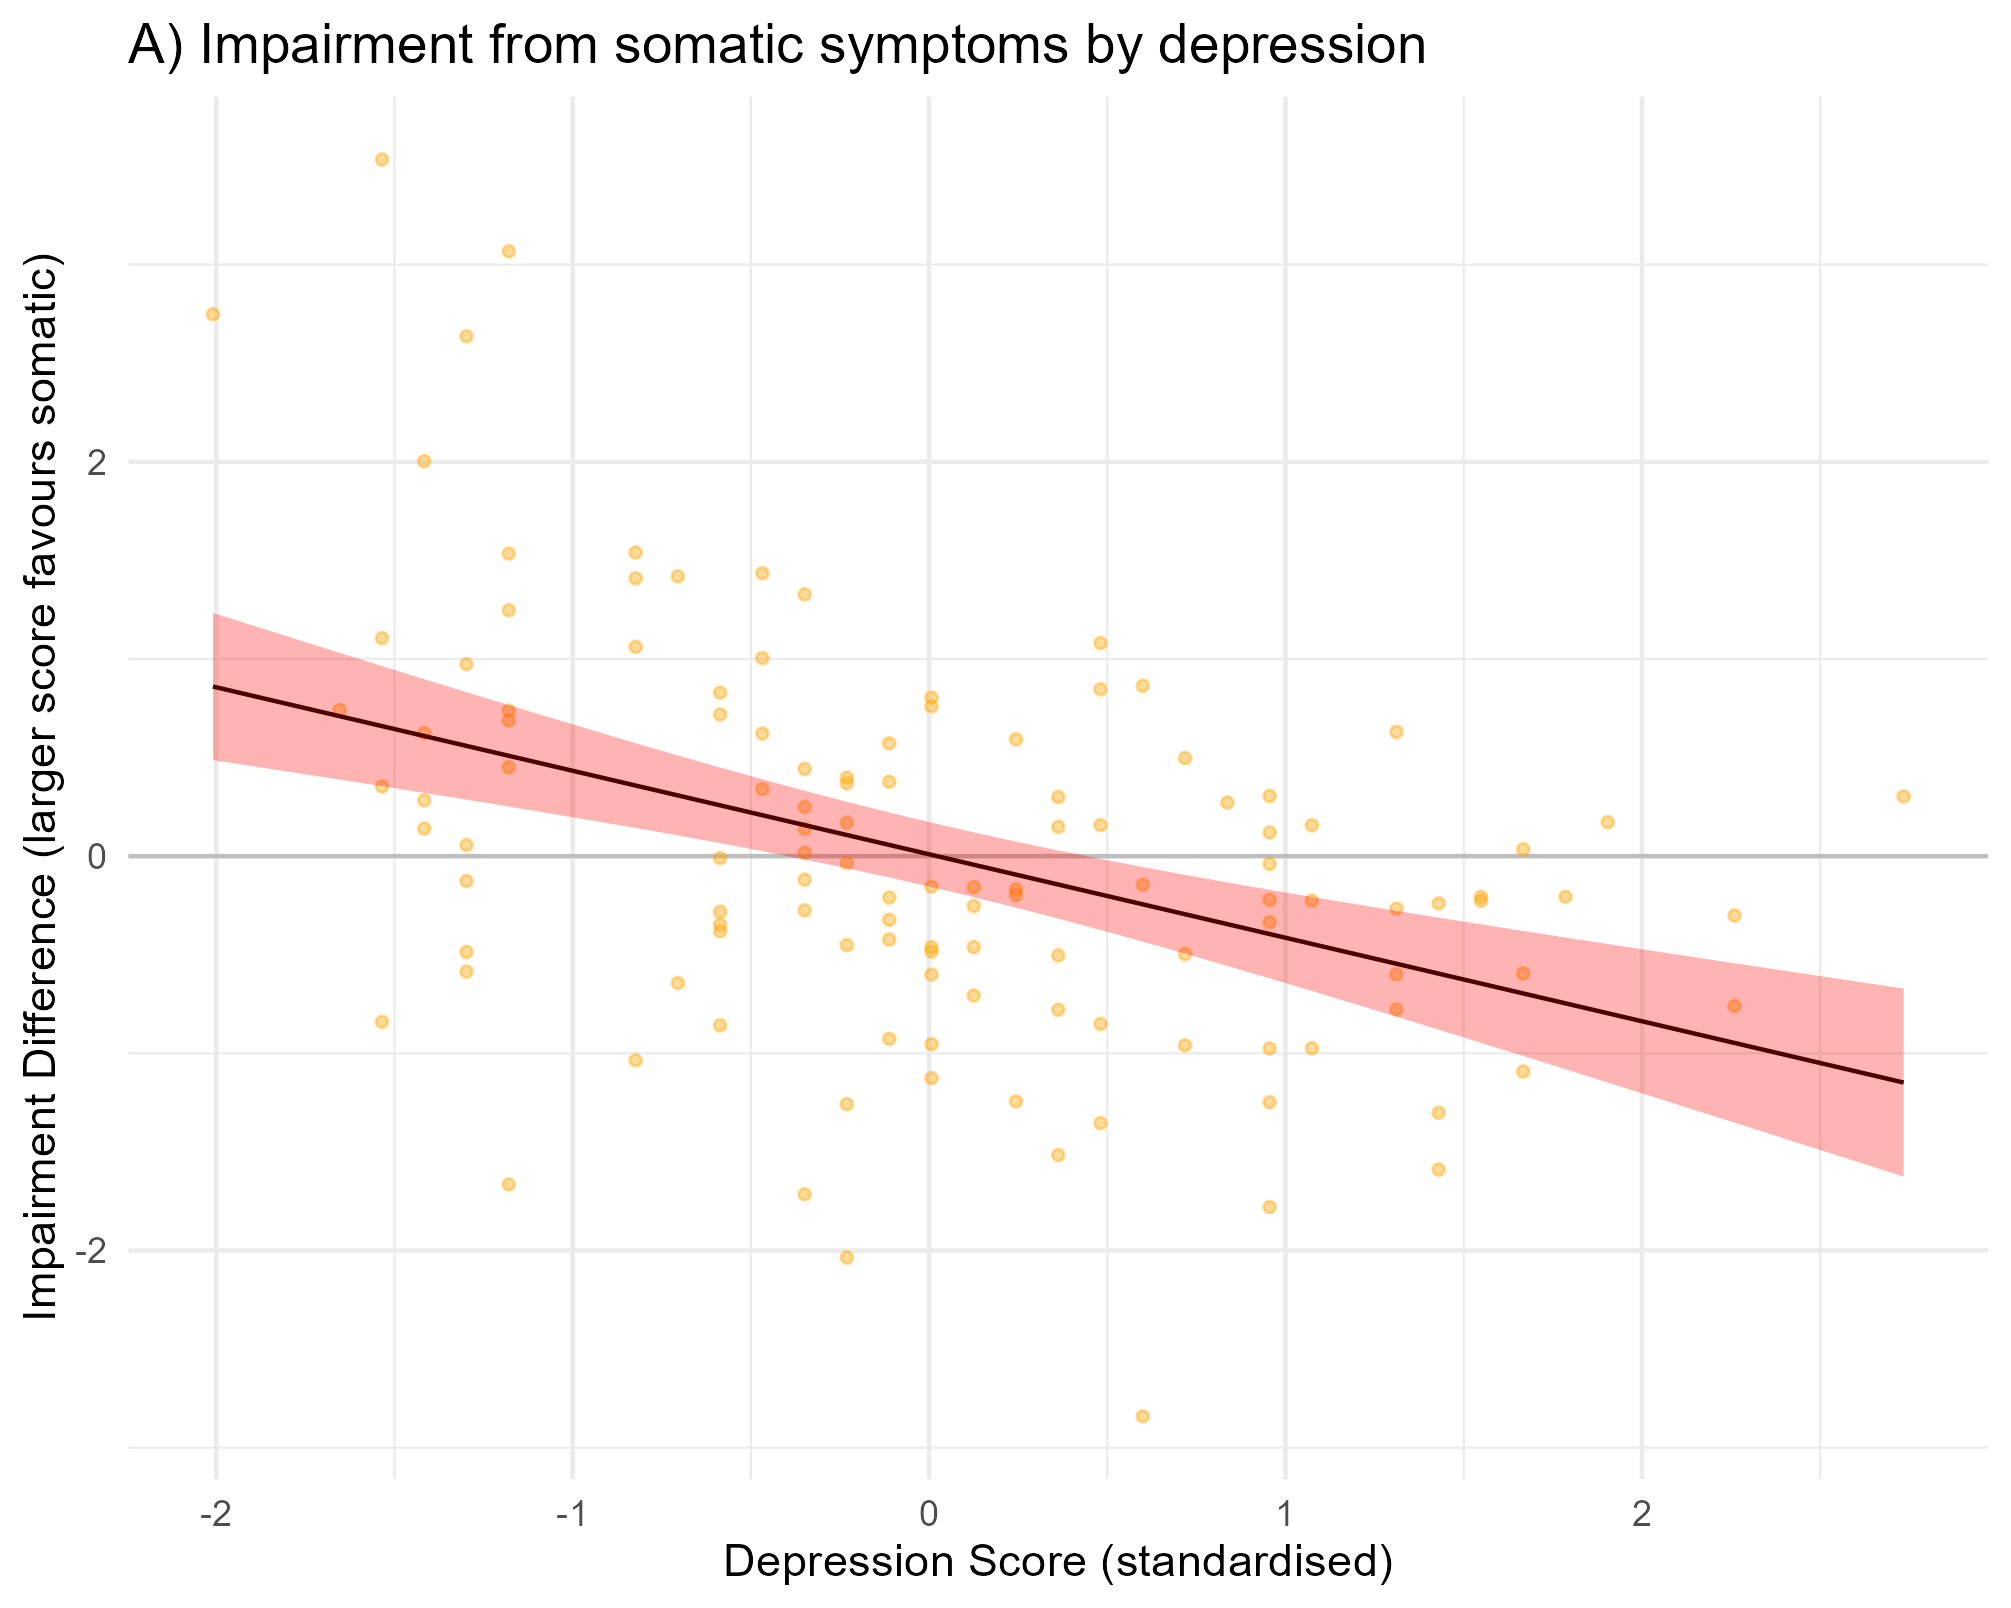 A) Impairment from somatic symptoms by depression
Impairment Difference (larger score favours somatic)
2
0
-2
-2
-1
0
1
2
Depression Score (standardised)